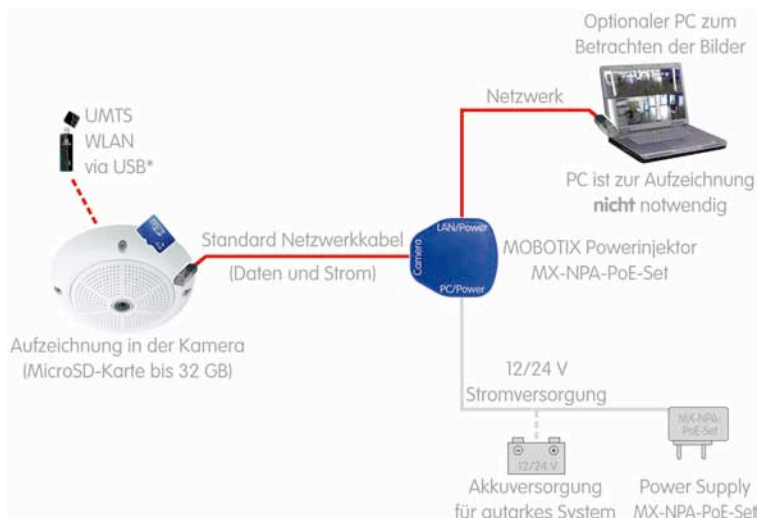 Optionaler PC zum
Betrachten der Bilder
Netzwerk
UMTS
WLAN
via USB*
PC ist zur Aufzeichnung
nicht notwendig
LAN/Power
Standard Netzwerkkabel
(Daten und Strom)
Camera
MOBOTIX Powerinjektor
MX-NPA-PoE-Set
PC/Power
Aufzeichnung in der Kamera
(MicroSD-Karte bis 32 GB)
12/24 V
Stromversorgung
MX-NPA-
PoE-Set
12/24 V
Akkuversorgung
für autarkes System
Power Supply
MX-NPA-PoE-Set